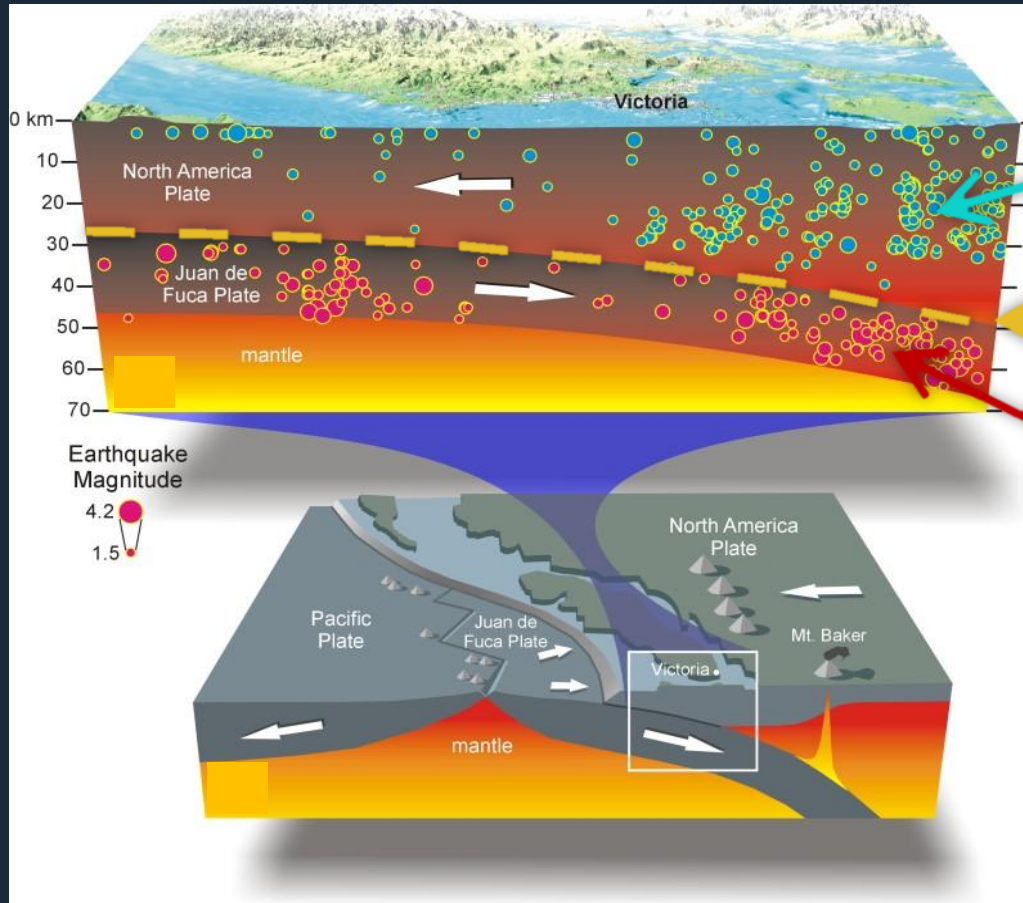 Victoria
0 km
10
North America
Plate
20
30
Juan de
Fuca Plate
40
50
mantle
60
70
Earthquake
Magnitude
4.2
1.5
North America
Plate
Pacific
Plate
Juan de
Fuca Plate
Mt. Baker
Victoria
mantle